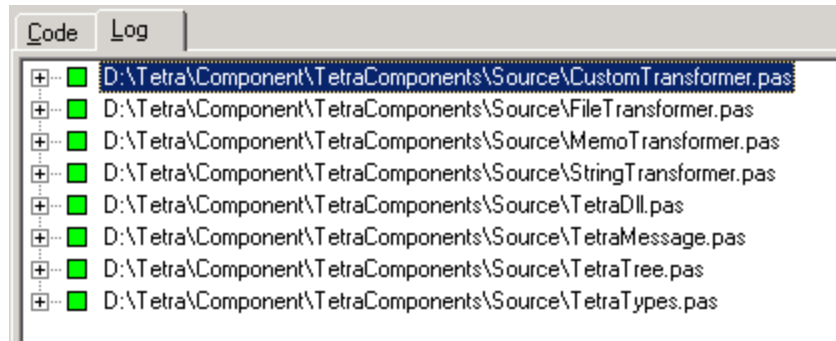 Code Log
D:\Tetra\Component\TetraComponents\Source\CustomTransformer.pas
D:\Tetra\Component\TetraComponents\Source\FileTransformer.pas
D:\Tetra\Component\TetraComponents\Source\MemoTransformer.pas
D:\Tetra\Component\TetraComponents\Source\StringTransformer.pas
D:\Tetra\Component\TetraComponents\Source\TetraDll.pas
D:\Tetra\Component\TetraComponents\Source\TetraMessage.pas
D:\Tetra\Component\TetraComponents\Source\TetraTree.pas
D:\Tetra\Component\TetraComponents\Source\TetraTypes.pas